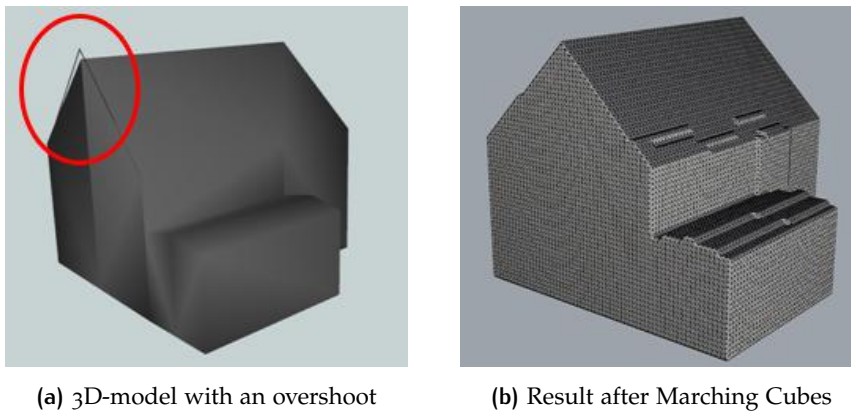 (a) 3D-model with an overshoot
(b) Result after Marching Cubes